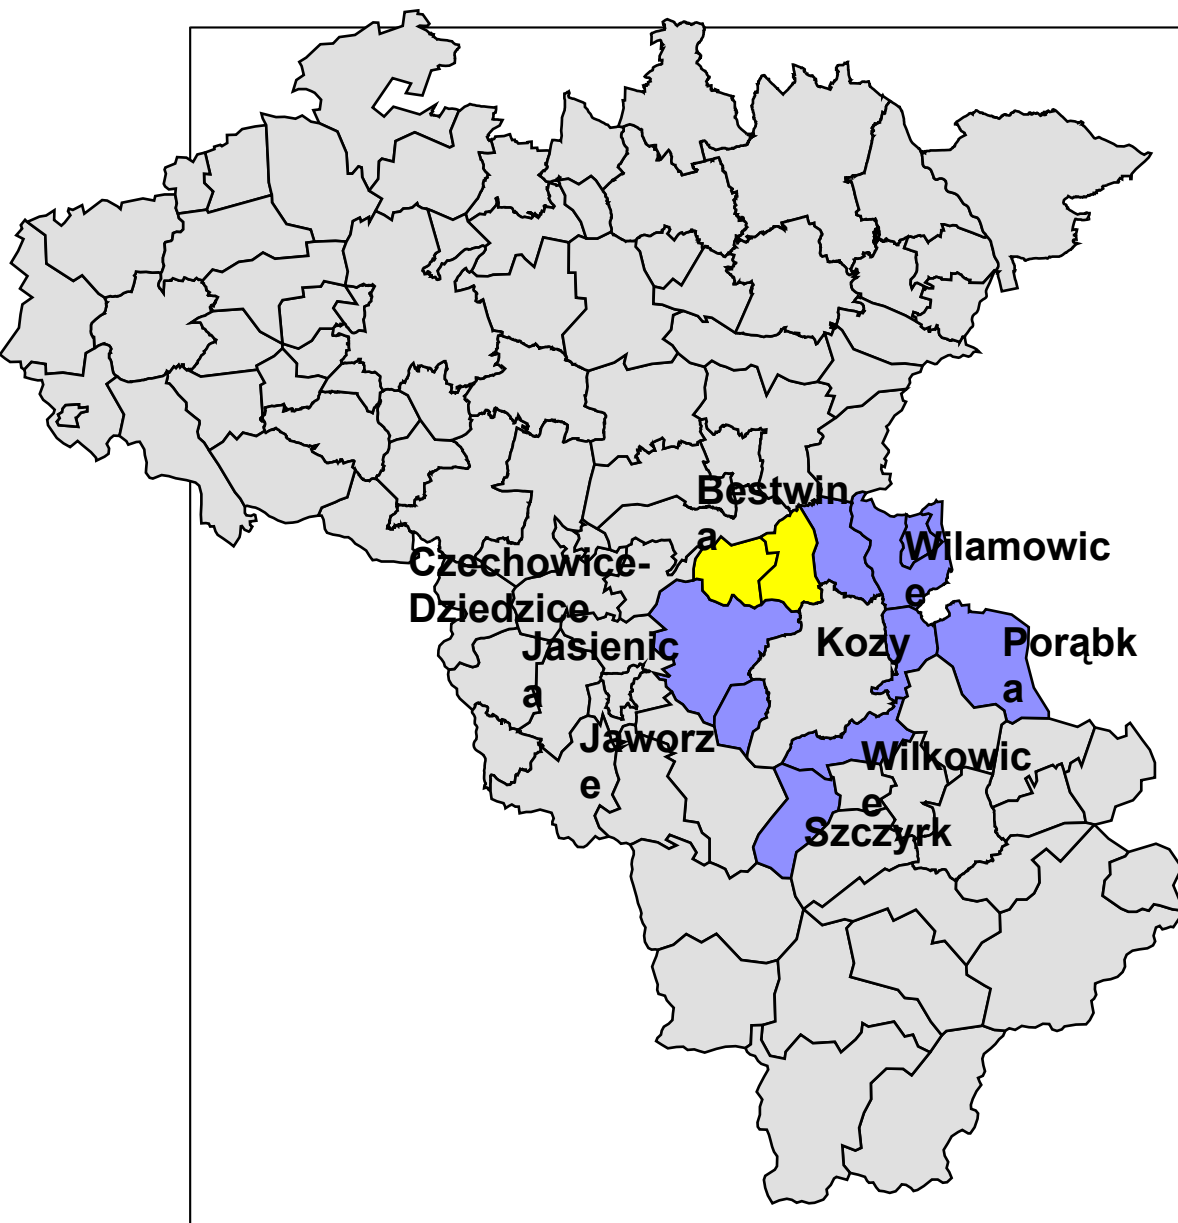 Bestwin
a
Wilamowic
e
Czechowice-
Dziedzice
Jasienic
a
Kozy
Porąbk
a
Jaworz
e
Wilkowic
e
Szczyrk